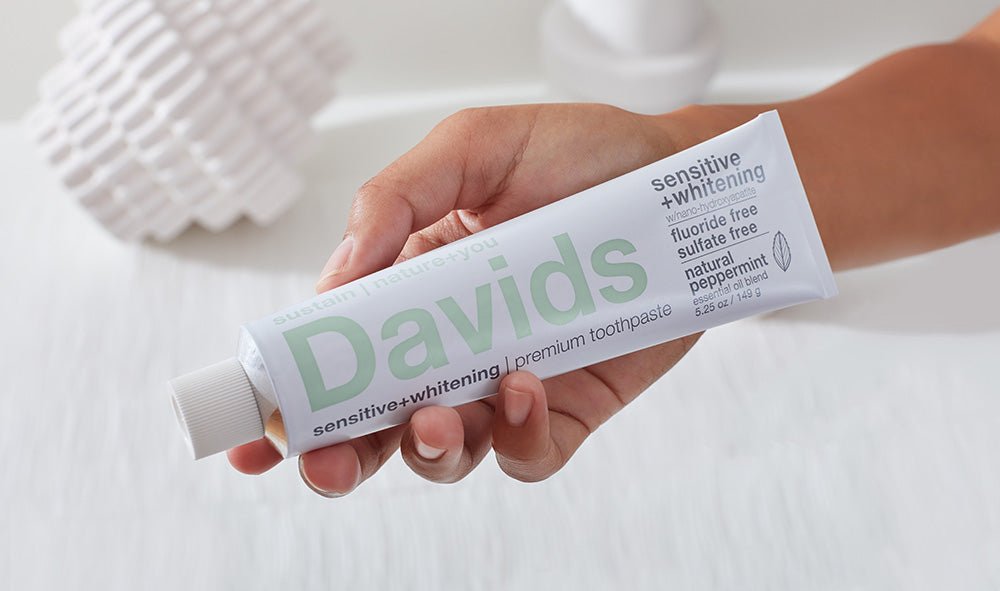 sustain | nature+you
Davids
sensitive+whitening | premium toothpaste
sensitive
+whitening
w/nano-hydroxyapatite
fluoride free
sulfate free
natural
peppermint
essential oil blend
5.25 oz / 149 g